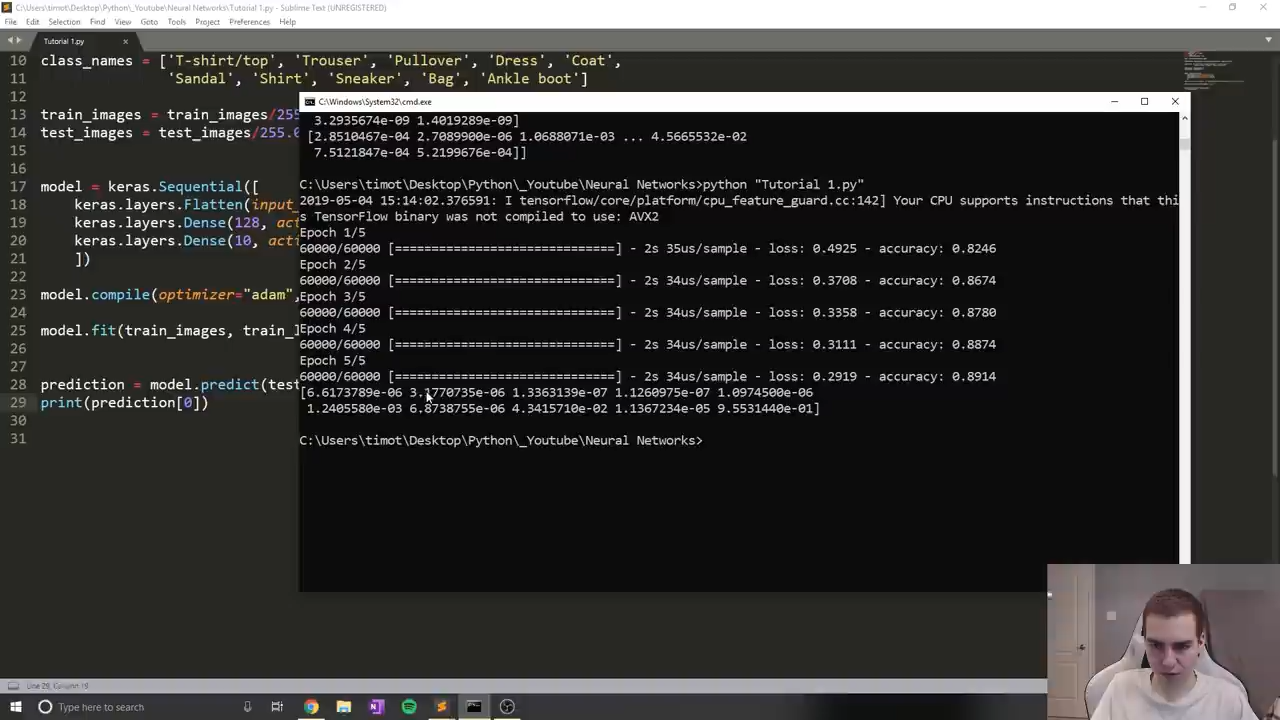 C:\Users\timot\Desktop\Python\_Youtube\Neural Networks\Tutorial 1.py - Sublime Text (UNREGISTERED)
File Edit Selection Find View Goto Tools Project Preferences Help
Tutorial 1.py
10 class_names = ['T-shirt/top', 'Trouser', 'Pullover', 'Dress', 'Coat',
11 'Sandal', 'Shirt', 'Sneaker', 'Bag', 'Ankle boot']
12
13 train_images = train_images/255
14 test_images = test_images/255.0
15
16
17 model = keras.Sequential([
18 keras.layers.Flatten(input_
19 keras.layers.Dense(128, act
20 keras.layers.Dense(10, acti
21 ])
22
23 model.compile(optimizer="adam",
24
25 model.fit(train_images, train_l
26
27
28 prediction = model.predict(test
29 print(prediction[0])
30
31
C:\Windows\System32\cmd.exe
3.2935674e-09 1.4019289e-09]
[2.8510467e-04 2.7089900e-06 1.0688071e-03 ... 4.5665532e-02
7.5121847e-04 5.2199676e-04]]
C:\Users\timot\Desktop\Python\_Youtube\Neural Networks>python "Tutorial 1.py"
2019-05-04 15:14:02.376591: I tensorflow/core/platform/cpu_feature_guard.cc:142] Your CPU supports instructions that thi
s TensorFlow binary was not compiled to use: AVX2
Epoch 1/5
60000/60000 [==============================] - 2s 35us/sample - loss: 0.4925 - accuracy: 0.8246
Epoch 2/5
60000/60000 [==============================] - 2s 34us/sample - loss: 0.3708 - accuracy: 0.8674
Epoch 3/5
60000/60000 [==============================] - 2s 34us/sample - loss: 0.3358 - accuracy: 0.8780
Epoch 4/5
60000/60000 [==============================] - 2s 34us/sample - loss: 0.3111 - accuracy: 0.8874
Epoch 5/5
60000/60000 [==============================] - 2s 34us/sample - loss: 0.2919 - accuracy: 0.8914
[6.6173789e-06 1.3363139e-07 1.1260975e-07 1.0974500e-06
1.2405580e-03 6.8738755e-06 4.3415710e-02 1.1367234e-05 9.5531440e-01]
C:\Users\timot\Desktop\Python\_Youtube\Neural Networks>
Line 29, Column 19
Type here to search